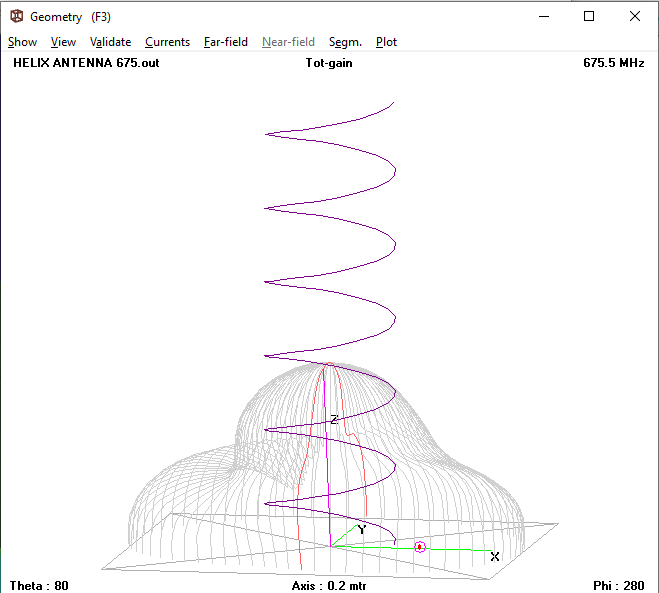 Geometry (F3)
Show View Validate Currents Far-field Near-field Segm. Plot
HELIX ANTENNA 675.out Tot-gain 675.5 MHz
Z
Y
X
Theta : 80 Axis : 0.2 mtr Phi : 280